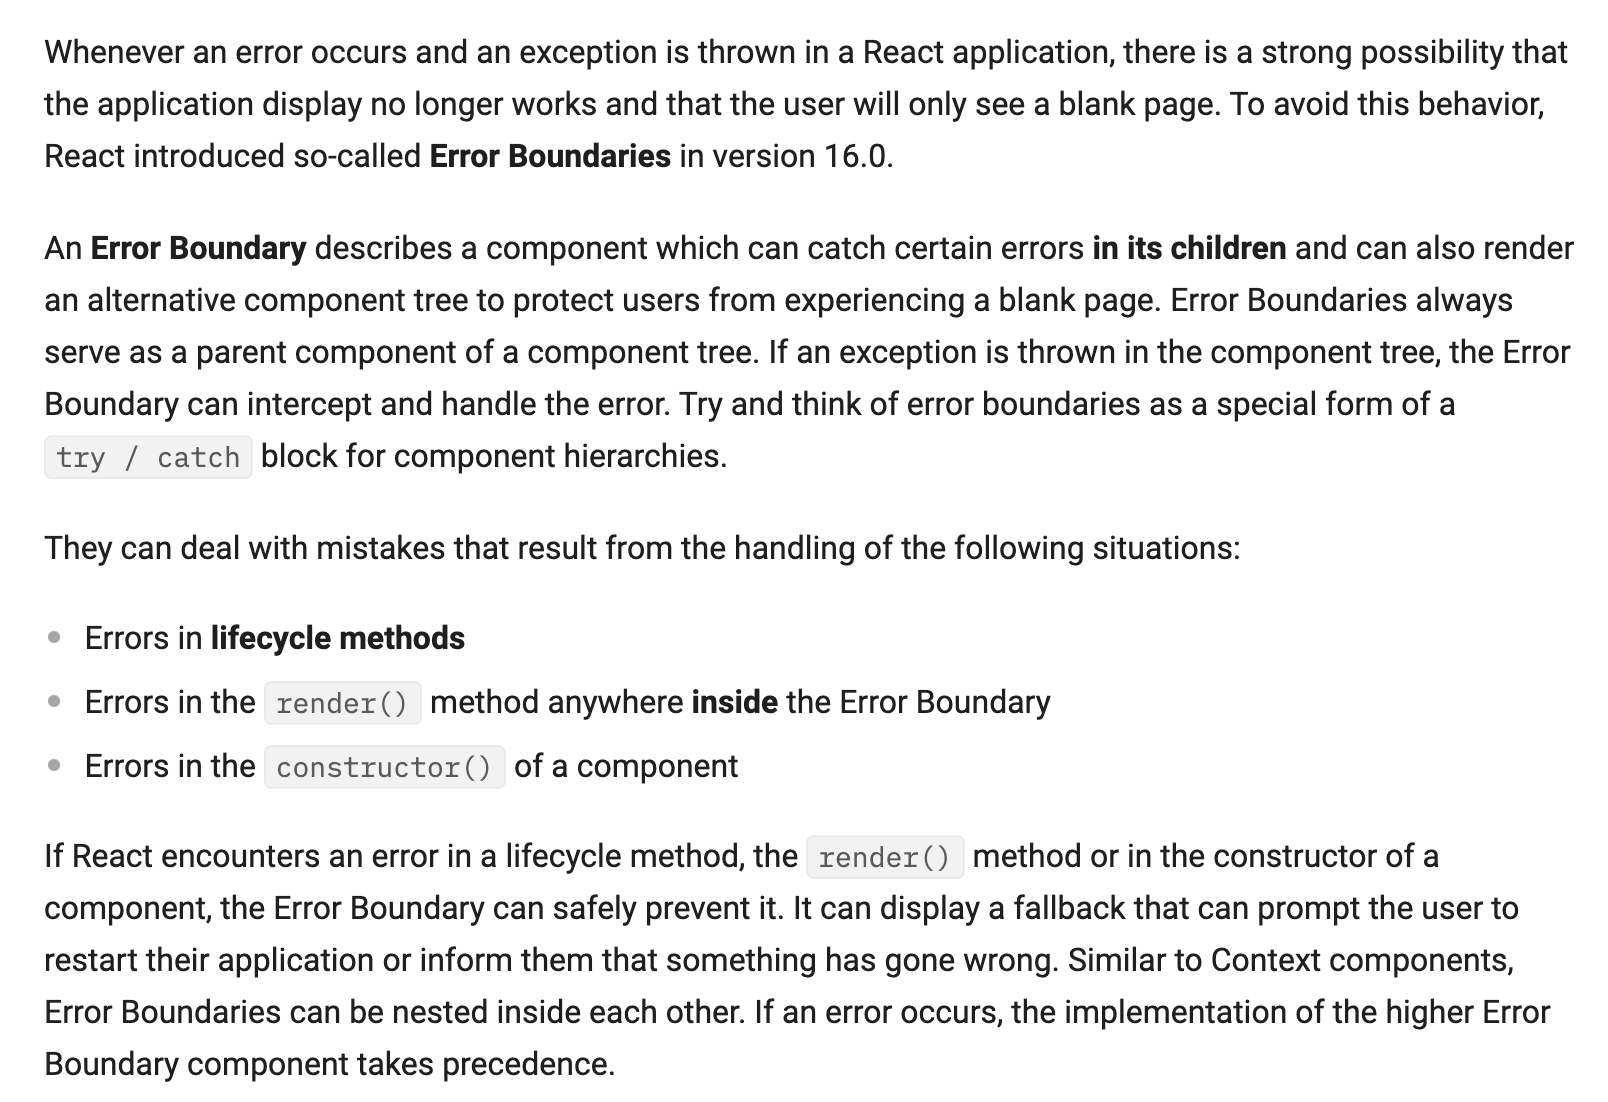 Whenever an error occurs and an exception is thrown in a React application, there is a strong possibility that
the application display no longer works and that the user will only see a blank page. To avoid this behavior,
React introduced so-called Error Boundaries in version 16.0.
An Error Boundary describes a component which can catch certain errors in its children and can also render
an alternative component tree to protect users from experiencing a blank page. Error Boundaries always
serve as a parent component of a component tree. If an exception is thrown in the component tree, the Error
Boundary can intercept and handle the error. Try and think of error boundaries as a special form of a
try / catch block for component hierarchies.
They can deal with mistakes that result from the handling of the following situations:
• Errors in lifecycle methods
• Errors in the render() method anywhere inside the Error Boundary
• Errors in the constructor() of a component
If React encounters an error in a lifecycle method, the render() method or in the constructor of a
component, the Error Boundary can safely prevent it. It can display a fallback that can prompt the user to
restart their application or inform them that something has gone wrong. Similar to Context components,
Error Boundaries can be nested inside each other. If an error occurs, the implementation of the higher Error
Boundary component takes precedence.